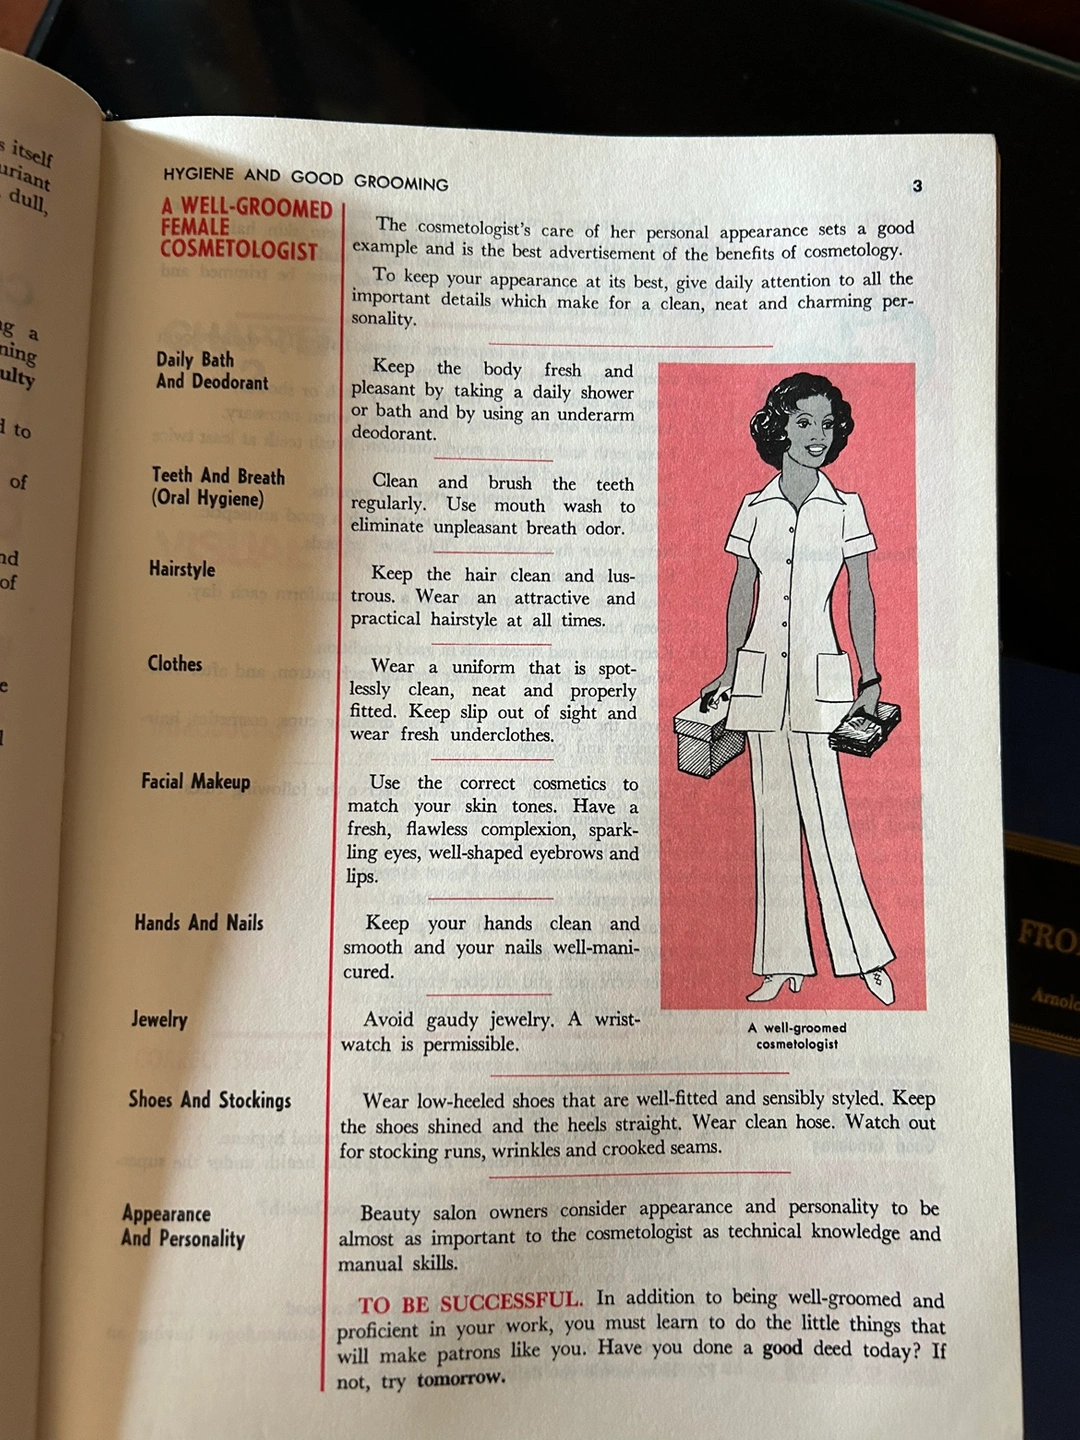 s itself
uriant
dull,
g a
ning
ulty
d to
of
nd
of
e
l
HYGIENE AND GOOD GROOMING 3
A WELL-GROOMED
FEMALE
COSMETOLOGIST
The cosmetologist's care of her personal appearance sets a good
example and is the best advertisement of the benefits of cosmetology.
To keep your appearance at its best, give daily attention to all the
important details which make for a clean, neat and charming per-
sonality.
Daily Bath
And Deodorant
Keep the body fresh and
pleasant by taking a daily shower
or bath and by using an underarm
deodorant.
Teeth And Breath
(Oral Hygiene)
Clean and brush the teeth
regularly. Use mouth wash to
eliminate unpleasant breath odor.
Hairstyle
Keep the hair clean and lus-
trous. Wear an attractive and
practical hairstyle at all times.
Clothes
Wear a uniform that is spot-
lessly clean, neat and properly
fitted. Keep slip out of sight and
wear fresh underclothes.
Facial Makeup
Use the correct cosmetics to
match your skin tones. Have a
fresh, flawless complexion, spark-
ling eyes, well-shaped eyebrows and
lips.
Hands And Nails
Keep your hands clean and
smooth and your nails well-mani-
cured.
Jewelry
Avoid gaudy jewelry. A wrist-
watch is permissible.
A well-groomed
cosmetologist
Shoes And Stockings
Wear low-heeled shoes that are well-fitted and sensibly styled. Keep
the shoes shined and the heels straight. Wear clean hose. Watch out
for stocking runs, wrinkles and crooked seams.
Appearance
And Personality
Beauty salon owners consider appearance and personality to be
almost as important to the cosmetologist as technical knowledge and
manual skills.
TO BE SUCCESSFUL. In addition to being well-groomed and
proficient in your work, you must learn to do the little things that
will make patrons like you. Have you done a good deed today? If
not, try tomorrow.
FRO
Arnold